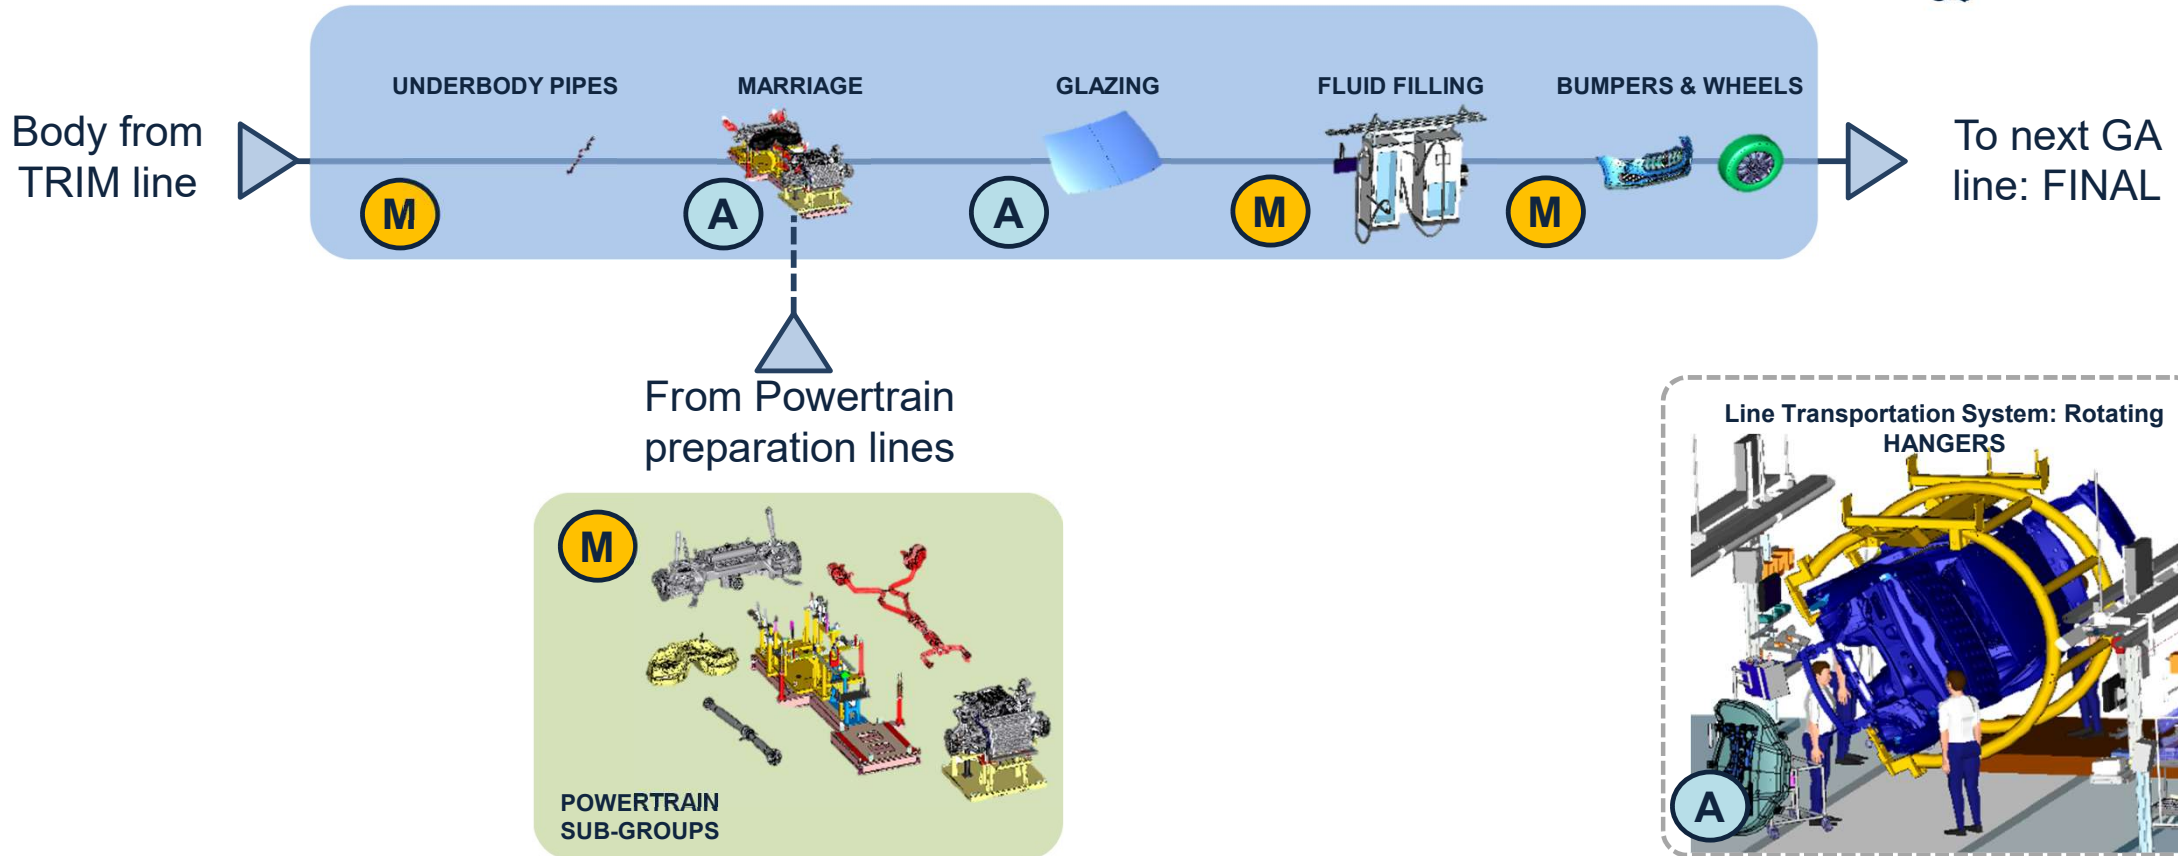 UNDERBODY PIPES
MARRIAGE
GLAZING
FLUID FILLING
BUMPERS & WHEELS
Body from
TRIM line
To next GA
line: FINAL
M
A
A
M
M
From Powertrain
preparation lines
M
POWERTRAIN
SUB-GROUPS
Line Transportation System: Rotating
HANGERS
A